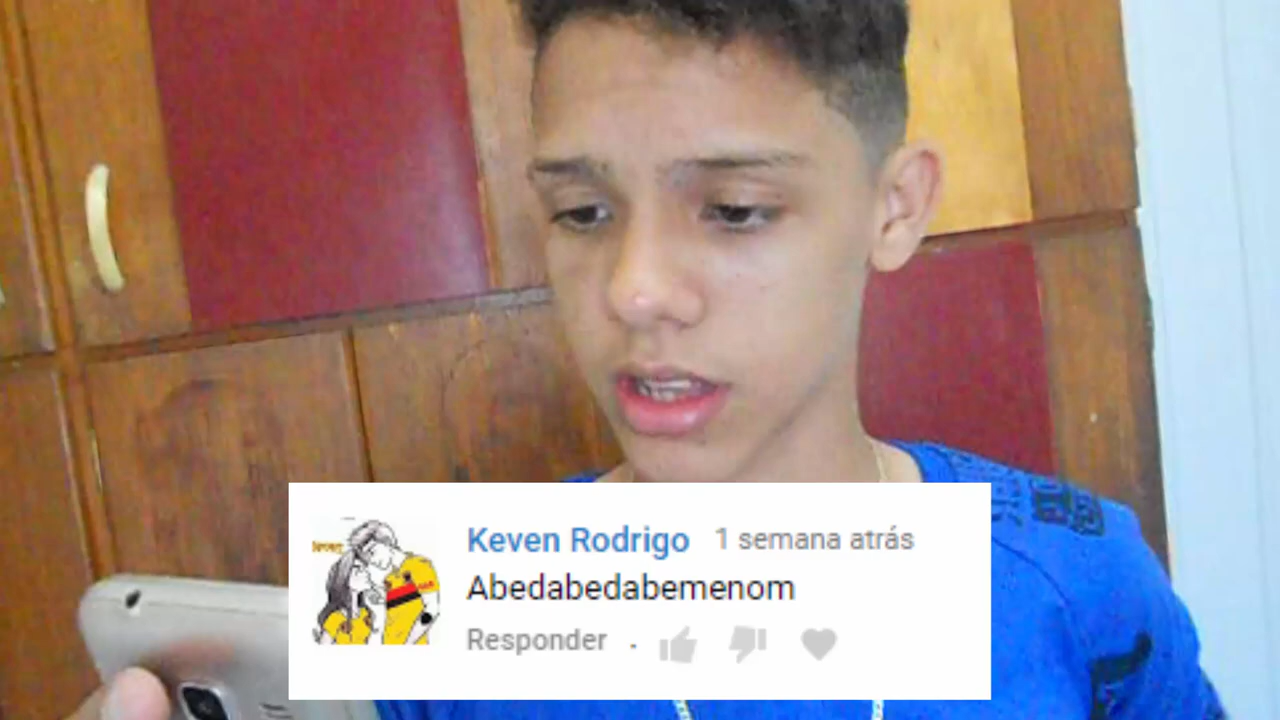 Keven Rodrigo 1 semana atrás
Abedabedabemenom
Responder .